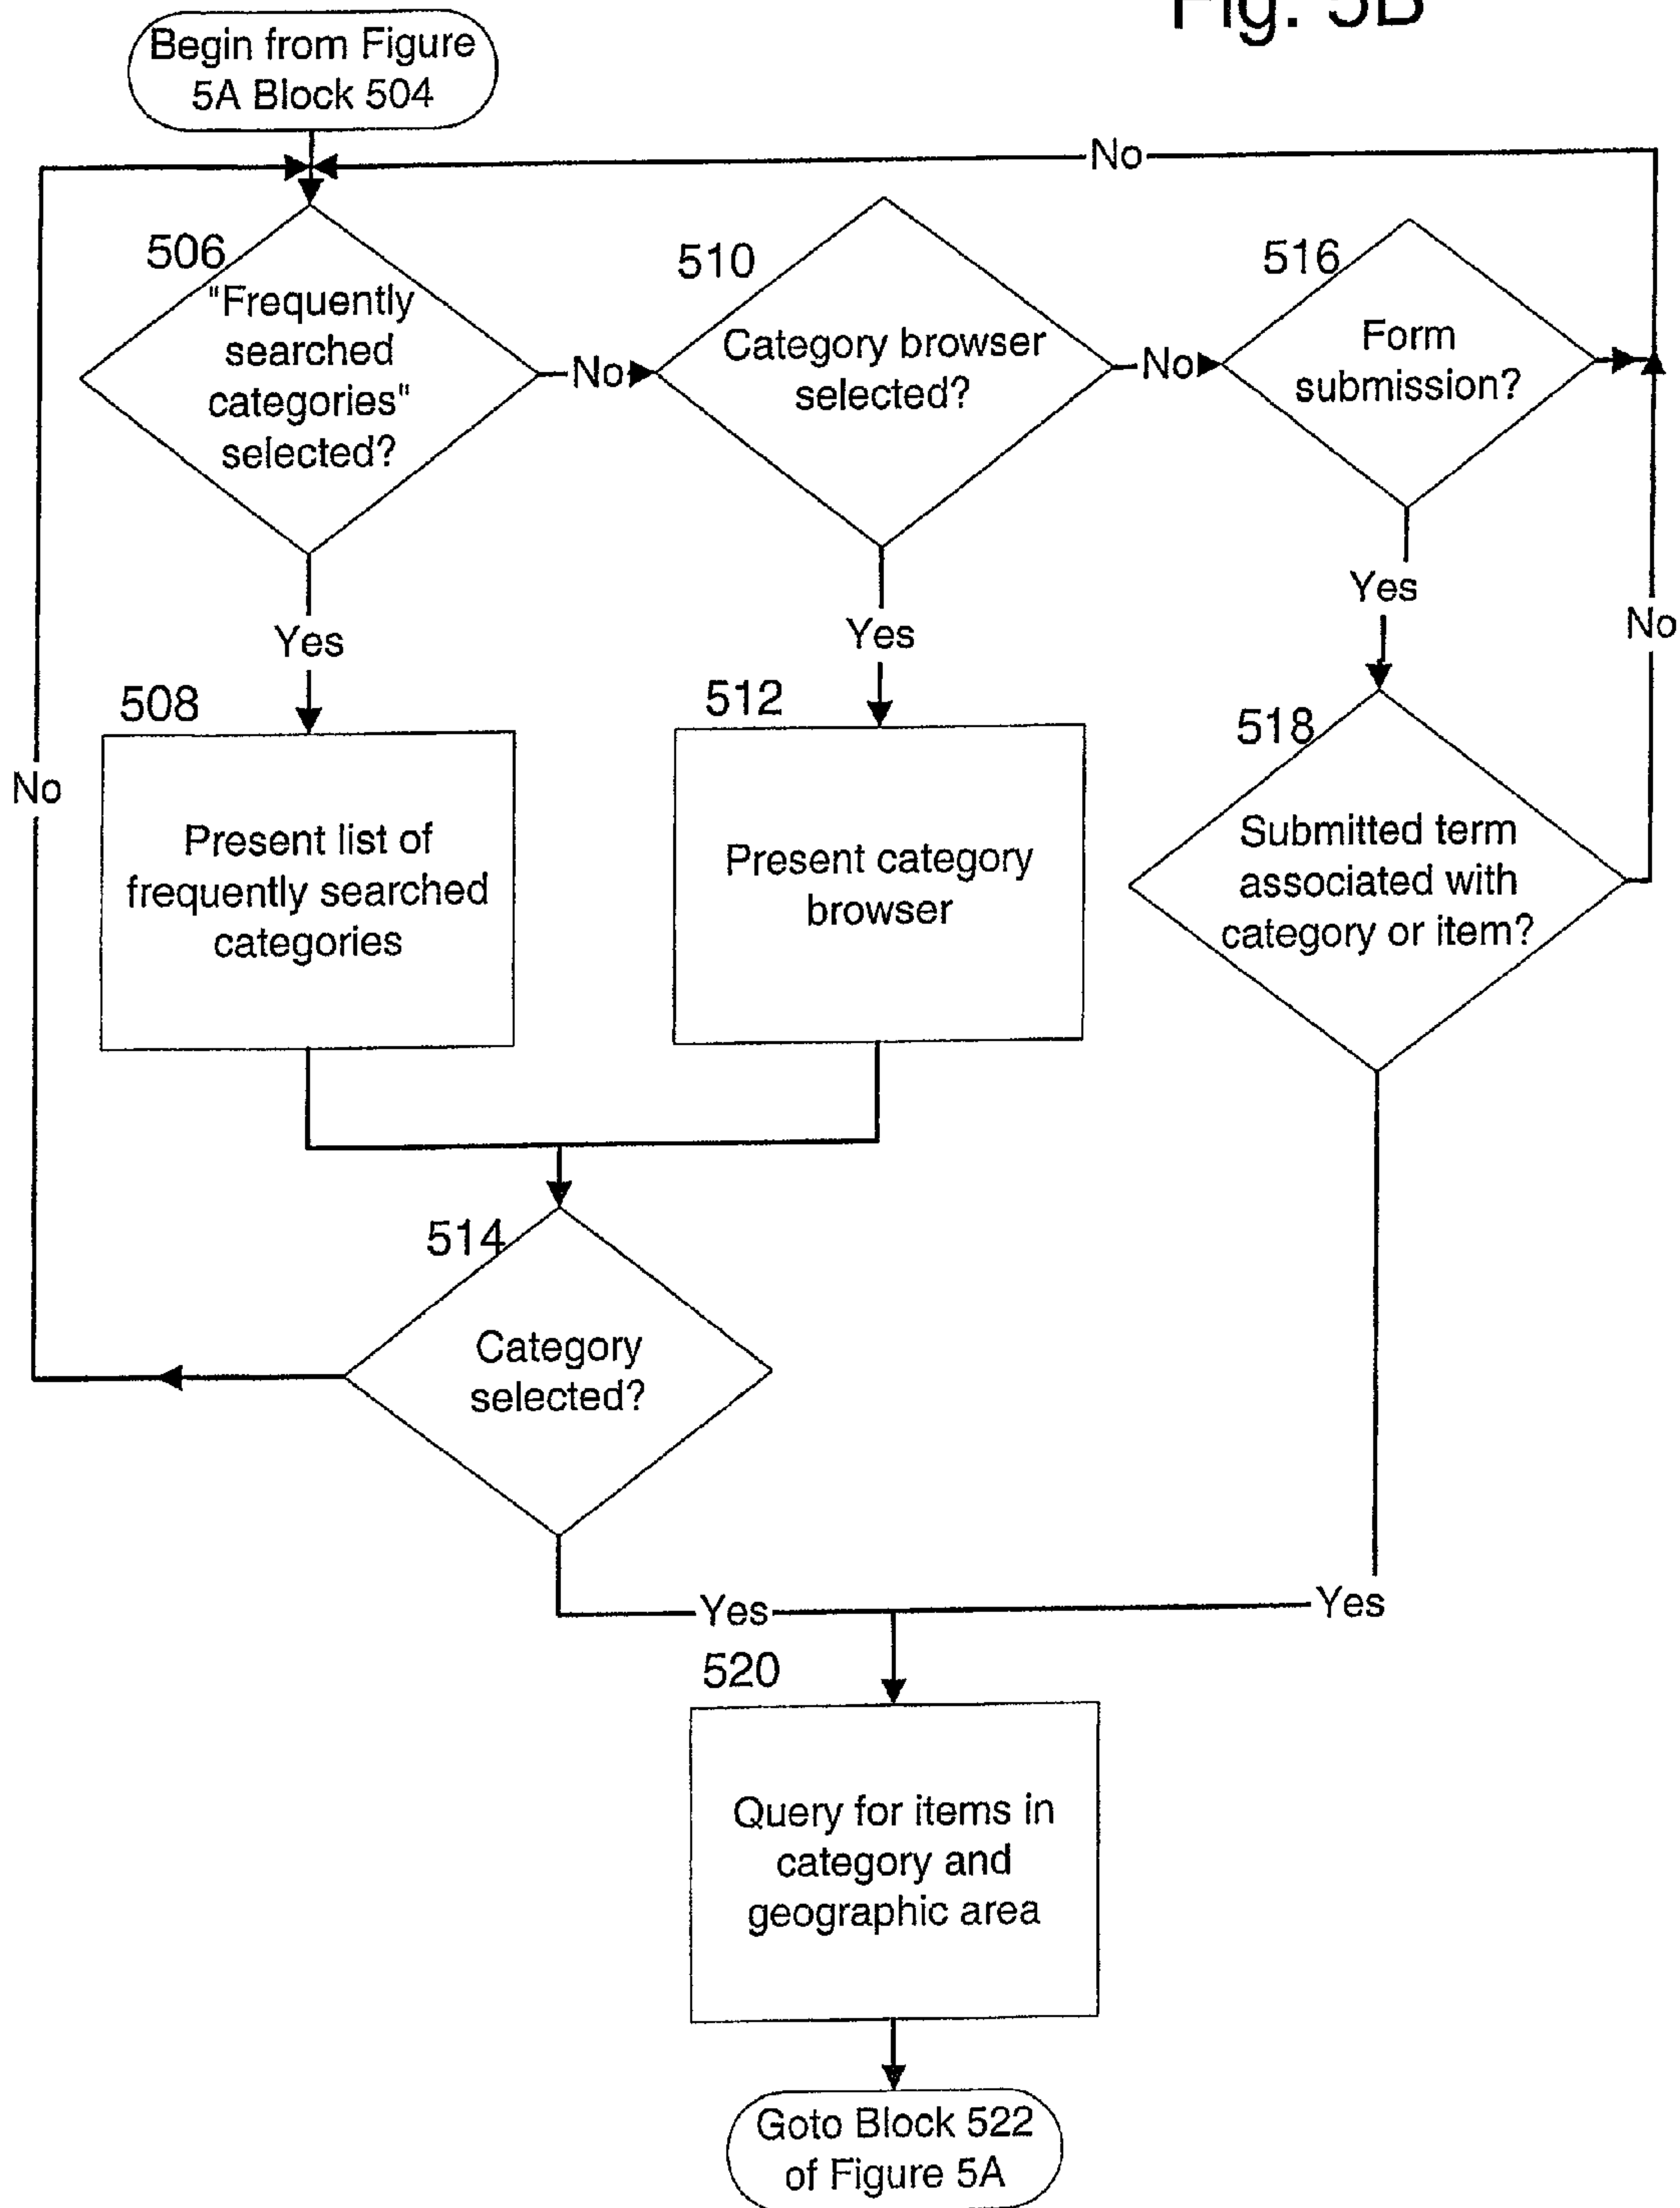 Fig. 5B
Begin from Figure
5A Block 504
No
506
"Frequently
searched
categories"
selected?
No
510
Category browser
selected?
No
516
Form
submission?
Yes
Yes
Yes
No
508
Present list of
frequently searched
categories
512
Present category
browser
518
Submitted term
associated with
category or item?
No
514
Category
selected?
Yes
Yes
520
Query for items in
category and
geographic area
Goto Block 522
of Figure 5A